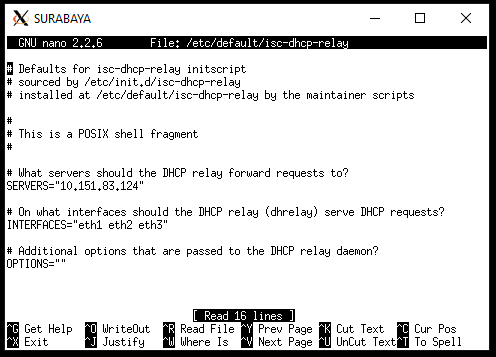 SURABAYA
GNU nano 2.2.6 File: /etc/default/isc-dhcp-relay
# Defaults for isc-dhcp-relay initscript
# sourced by /etc/init.d/isc-dhcp-relay
# installed at /etc/default/isc-dhcp-relay by the maintainer scripts
#
# This is a POSIX shell fragment
#
# What servers should the DHCP relay forward requests to?
SERVERS="10.151.83.124"
# On what interfaces should the DHCP relay (dhrelay) serve DHCP requests?
INTERFACES="eth1 eth2 eth3"
# Additional options that are passed to the DHCP relay daemon?
OPTIONS=""
[ Read 16 lines ]
^G Get Help ^O WriteOut ^R Read File ^Y Prev Page ^K Cut Text ^C Cur Pos
^X Exit ^J Justify ^W Where Is ^V Next Page ^U UnCut Text ^T To Spell